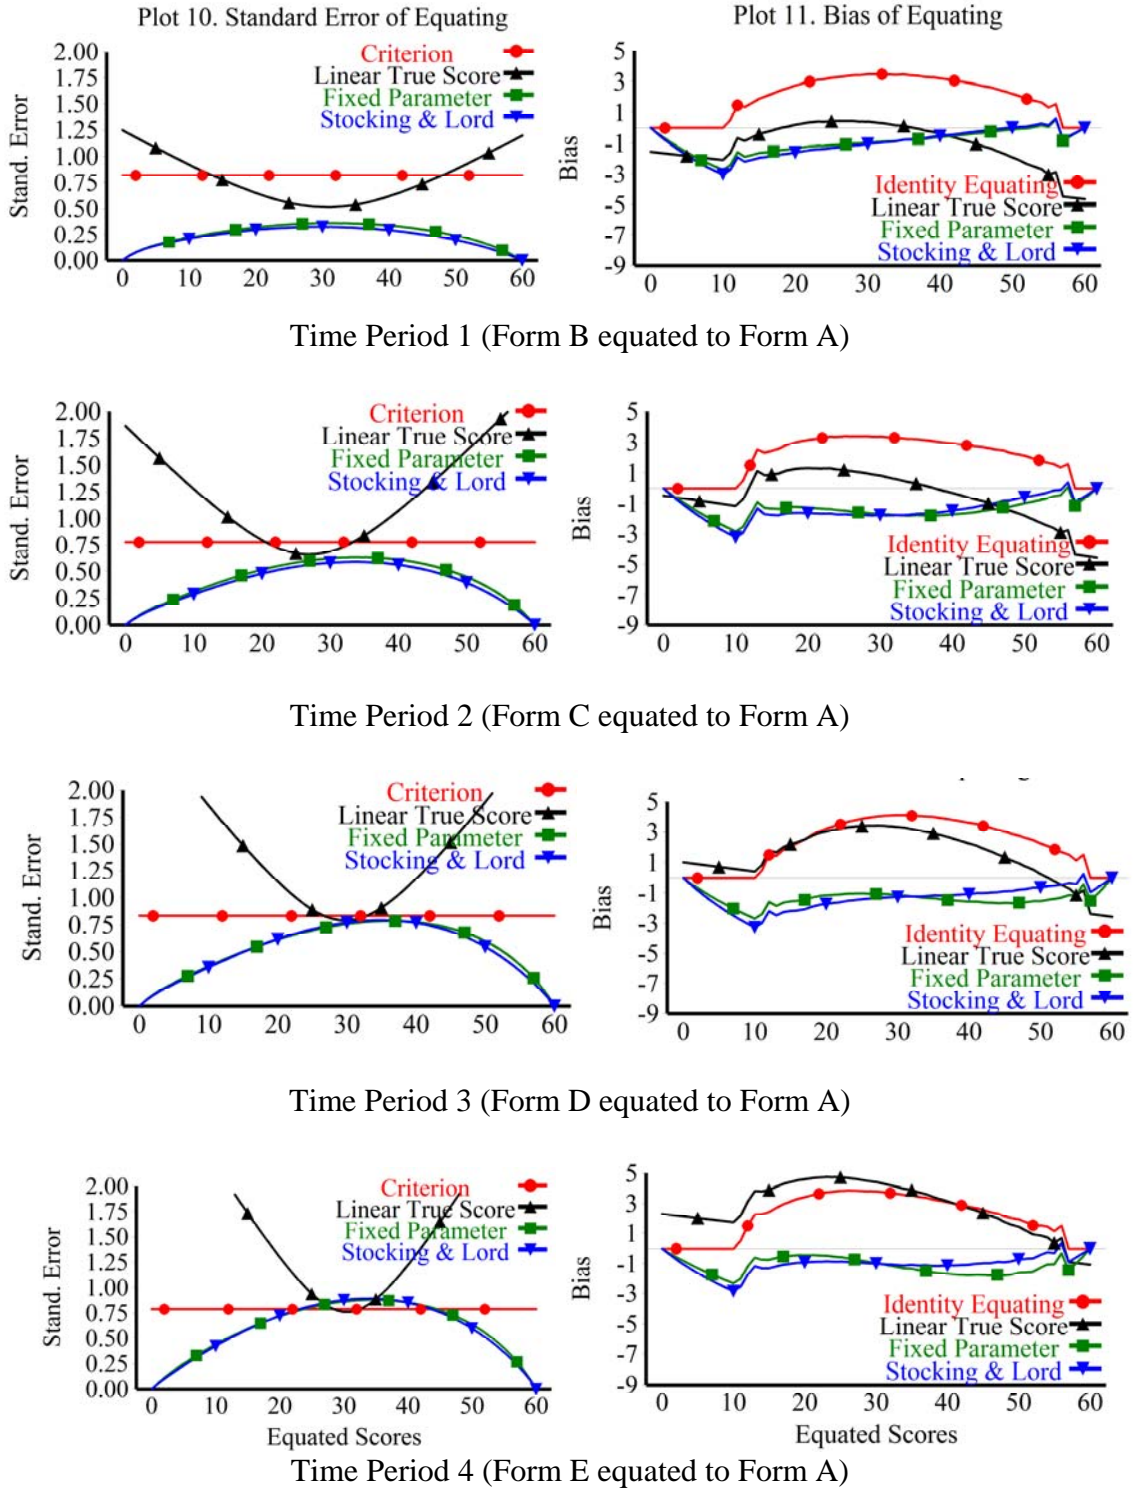 Plot 10. Standard Error of Equating
Plot 11. Bias of Equating
2.00
1.75
1.50
1.25
1.00
0.75
0.50
0.25
0.00
Stand. Error
Criterion
Linear True Score
Fixed Parameter
Stocking & Lord
0 10 20 30 40 50 60
5
3
1
-1
-3
-5
-7
-9
Bias
Identity Equating
Linear True Score
Fixed Parameter
Stocking & Lord
0 10 20 30 40 50 60
Time Period 1 (Form B equated to Form A)
2.00
1.75
1.50
1.25
1.00
0.75
0.50
0.25
0.00
Stand. Error
Criterion
Linear True Score
Fixed Parameter
Stocking & Lord
0 10 20 30 40 50 60
5
3
1
-1
-3
-5
-7
-9
Bias
Identity Equating
Linear True Score
Fixed Parameter
Stocking & Lord
0 10 20 30 40 50 60
Time Period 2 (Form C equated to Form A)
2.00
1.75
1.50
1.25
1.00
0.75
0.50
0.25
0.00
Stand. Error
Criterion
Linear True Score
Fixed Parameter
Stocking & Lord
0 10 20 30 40 50 60
5
3
1
-1
-3
-5
-7
-9
Bias
Identity Equating
Linear True Score
Fixed Parameter
Stocking & Lord
0 10 20 30 40 50 60
Time Period 3 (Form D equated to Form A)
2.00
1.75
1.50
1.25
1.00
0.75
0.50
0.25
0.00
Stand. Error
Criterion
Linear True Score
Fixed Parameter
Stocking & Lord
0 10 20 30 40 50 60
Equated Scores
5
3
1
-1
-3
-5
-7
-9
Bias
Identity Equating
Linear True Score
Fixed Parameter
Stocking & Lord
0 10 20 30 40 50 60
Equated Scores
Time Period 4 (Form E equated to Form A)